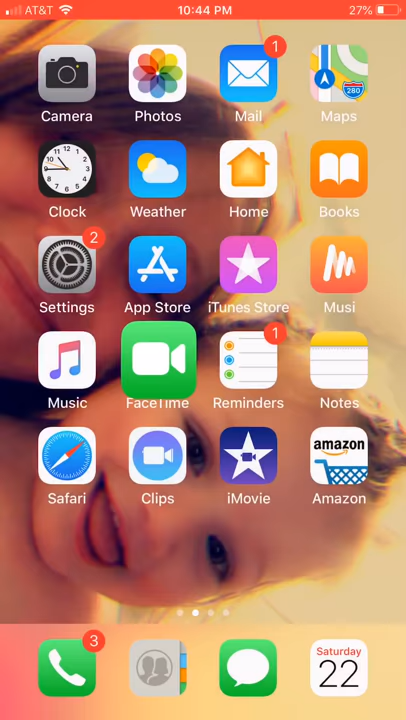 AT&T 10:44 PM 27%
1
Camera Photos Mail Maps
280
Clock Weather Home Books
2
Settings App Store iTunes Store Musi
1
Music FaceTime Reminders Notes
amazon
Safari Clips iMovie Amazon
3
Saturday
22